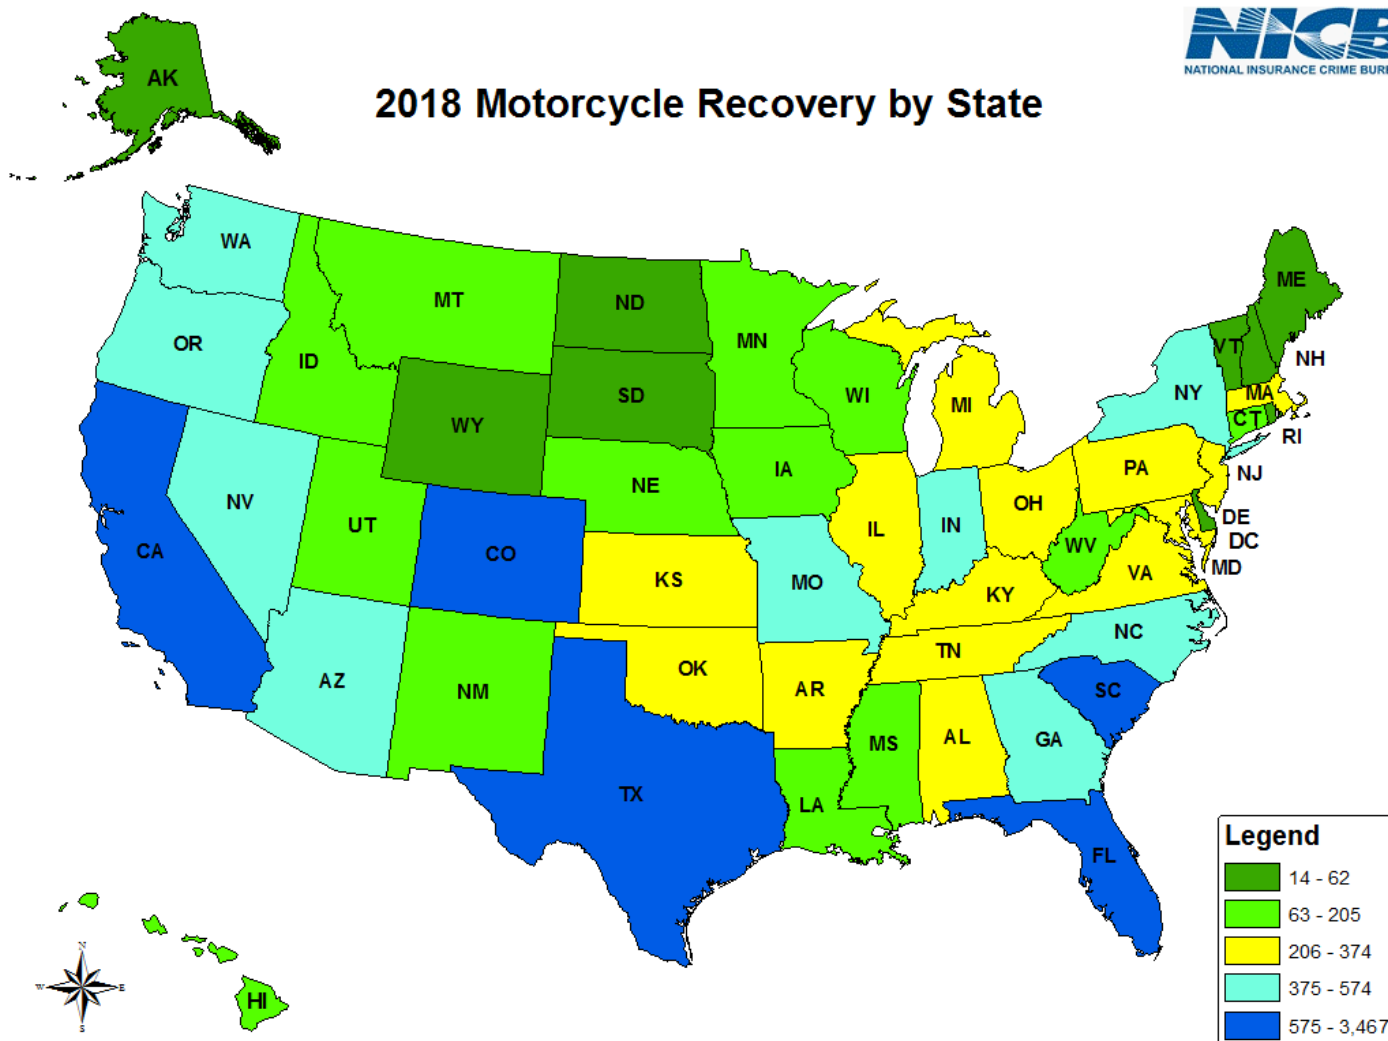 NICB
NATIONAL INSURANCE CRIME BURE
2018 Motorcycle Recovery by State
AK
WA
MT
ND
MN
ME
OR
ID
VT
NH
WI
NY
MA
SD
MI
WY
CT
RI
IA
PA
NJ
NE
NV
UT
OH
IL
IN
DE
CO
WV
DC
CA
KS
MO
VA
MD
KY
NC
TN
OK
AZ
NM
AR
SC
MS
AL
GA
TX
LA
FL
HI
N
W
E
S
Legend
14 - 62
63 - 205
206 - 374
375 - 574
575 - 3,467